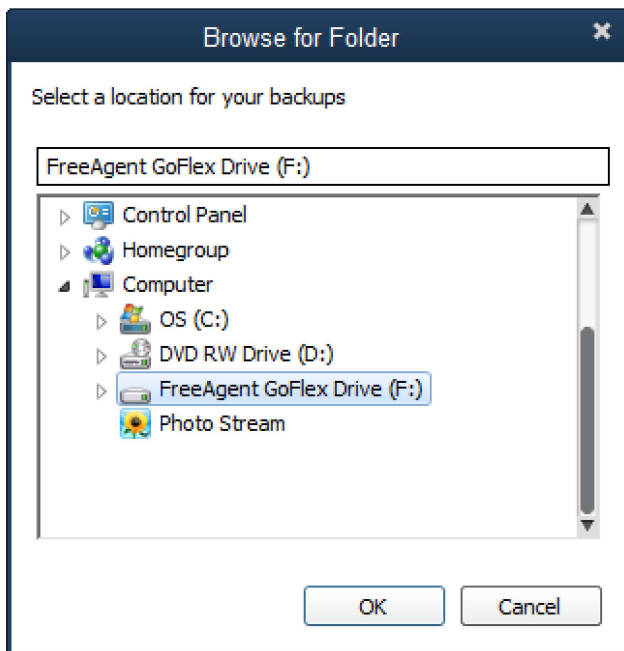 Browse for Folder
Select a location for your backups
FreeAgent GoFlex Drive (F:)
Control Panel
Homegroup
Computer
OS (C:)
DVD RW Drive (D:)
FreeAgent GoFlex Drive (F:)
Photo Stream
OK Cancel